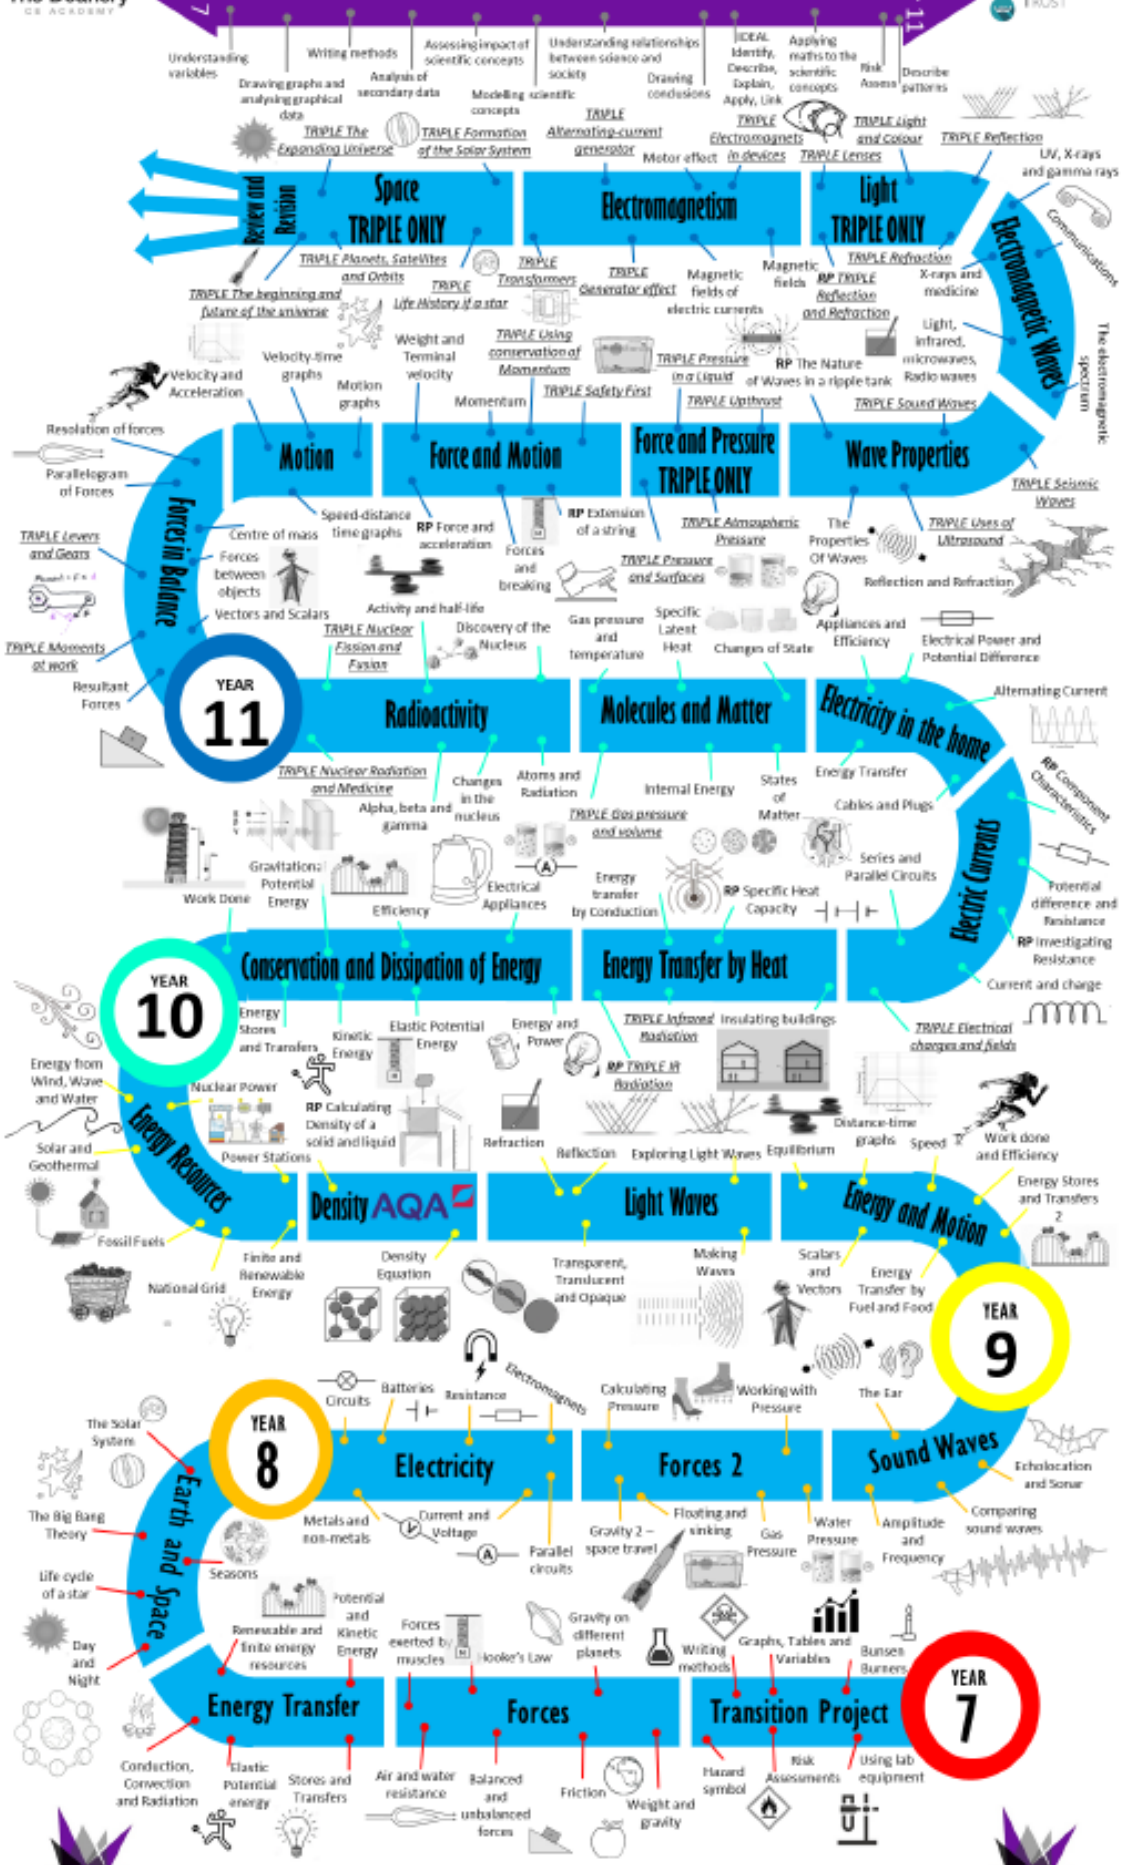 CE ACADEMY
TRUST
7
11
Understanding
variables
Drawing graphs and
analysing graphical
data
Writing methods
Analysis of
secondary data
Assessing impact of
scientific concepts
Modelling scientific
concepts
Understanding relationships
between science and
society
Drawing
conclusions
IDEAL
Identify,
Describe,
Explain,
Apply, Link
Applying
maths to the
scientific
concepts
Risk
Assess
Describe
patterns
TRIPLE The
Expanding Universe
TRIPLE Formation
of the Solar System
TRIPLE
Alternating-current
generator
Motor effect
TRIPLE
Electromagnets
in devices
TRIPLE Lenses
TRIPLE Light
and Colour
TRIPLE Reflection
UV, X-rays
and gamma rays
Communications
Review and
Revision
Space
TRIPLE ONLY
Electromagnetism
Light
TRIPLE ONLY
Electromagnetic Waves
TRIPLE The beginning and
future of the universe
TRIPLE Planets, Satellites
and Orbits
TRIPLE
Life History if a star
TRIPLE
Transformers
TRIPLE
Generator effect
Magnetic
fields of
electric currents
Magnetic
fields
RP TRIPLE
Reflection
and Refraction
TRIPLE Refraction
X-rays and
medicine
Light,
infrared,
microwaves,
Radio waves
The electromagnetic
spectrum
Velocity and
Acceleration
Velocity-time
graphs
Motion
graphs
Weight and
Terminal
velocity
Momentum
TRIPLE Using
conservation of
Momentum
TRIPLE Safety First
TRIPLE Pressure
in a Liquid
TRIPLE Upthrust
RP The Nature
of Waves in a ripple tank
TRIPLE Sound Waves
Resolution of forces
Parallelogram
of Forces
Motion
Force and Motion
Force and Pressure
TRIPLE ONLY
Wave Properties
TRIPLE Seismic
Waves
Forces in Balance
TRIPLE Levers
and Gears
Centre of mass
Forces
between
objects
Vectors and Scalars
Speed-distance
time graphs
RP Force and
acceleration
Forces
and
breaking
RP Extension
of a string
TRIPLE Pressure
and Surfaces
TRIPLE Atmospheric
Pressure
The
Properties
Of Waves
TRIPLE Uses of
Ultrasound
Reflection and Refraction
TRIPLE Moments
at work
Resultant
Forces
TRIPLE Nuclear
Fission and
Fusion
Activity and half-life
Discovery of the
Nucleus
Gas pressure
and
temperature
Specific
Latent
Heat
Changes of State
Appliances and
Efficiency
Electrical Power and
Potential Difference
Alternating Current
YEAR
11
Radioactivity
Molecules and Matter
Electricity in the home
TRIPLE Nuclear Radiation
and Medicine
Alpha, beta and
gamma
Changes
in the
nucleus
Atoms and
Radiation
TRIPLE Gas pressure
and volume
Internal Energy
States
of
Matter
Energy Transfer
Cables and Plugs
RP Component
Characteristics
Electric Currents
Potential
difference and
Resistance
RP Investigating
Resistance
Current and charge
Work Done
Gravitational
Potential
Energy
Efficiency
Electrical
Appliances
A
Energy
transfer
by Conduction
RP Specific Heat
Capacity
Series and
Parallel Circuits
YEAR
10
Conservation and Dissipation of Energy
Energy Transfer by Heat
Energy
Stores
and Transfers
Kinetic
Energy
Elastic Potential
Energy
Energy and
Power
TRIPLE Infrared
Radiation
RP TRIPLE IR
Radiation
Insulating buildings
TRIPLE Electrical
charges and fields
Energy from
Wind, Wave
and Water
Solar and
Geothermal
Energy Resources
Nuclear Power
Power Stations
RP Calculating
Density of a
solid and liquid
Refraction
Reflection
Exploring Light Waves
Equilibrium
Distance-time
graphs
Speed
Work done
and Efficiency
Energy Stores
and Transfers
2
Density AQA
Light Waves
Energy and Motion
Fossil Fuels
National Grid
Finite and
Renewable
Energy
Density
Equation
Transparent,
Translucent
and Opaque
Making
Waves
Scalars
and
Vectors
Energy
Transfer by
Fuel and Food
YEAR
9
Circuits
Batteries
Resistance
Electromagnets
Calculating
Pressure
Working with
Pressure
The Ear
The Solar
System
YEAR
8
Electricity
Forces 2
Sound Waves
Echolocation
and Sonar
The Big Bang
Theory
Earth and Space
Seasons
Metals and
non-metals
Current and
Voltage
V
A
Parallel
circuits
Gravity 2 –
space travel
Floating and
sinking
Gas
Pressure
Water
Pressure
Amplitude
and
Frequency
Comparing
sound waves
Life cycle
of a star
Day
and
Night
Renewable and
finite energy
resources
Potential
and
Kinetic
Energy
Forces
exerted by
muscles
Hooke's Law
Gravity on
different
planets
Writing
methods
Graphs, Tables and
Variables
Bunsen
Burners
YEAR
7
Energy Transfer
Forces
Transition Project
Conduction,
Convection
and Radiation
Elastic
Potential
energy
Stores and
Transfers
Air and water
resistance
Balanced
and
unbalanced
forces
Friction
Weight and
gravity
Hazard
symbol
Risk
Assessments
Using lab
equipment